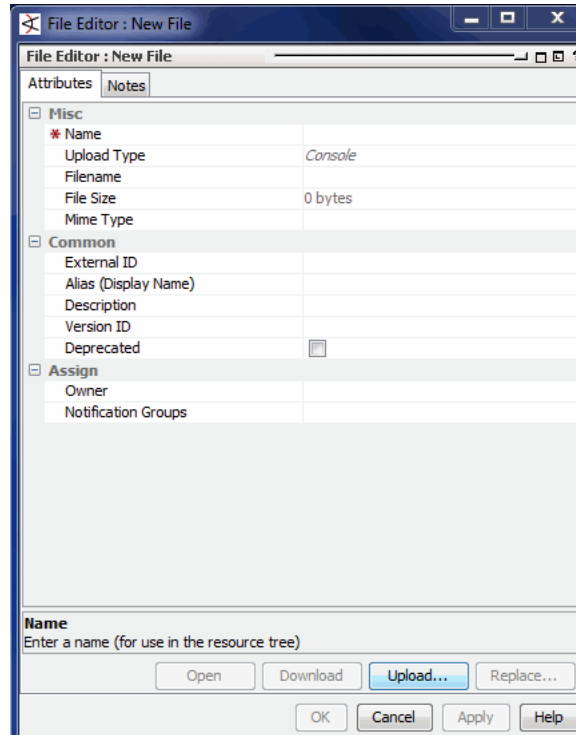 File Editor : New File
File Editor : New File
Attributes Notes
Misc
* Name
Upload Type Console
Filename
File Size 0 bytes
Mime Type
Common
External ID
Alias (Display Name)
Description
Version ID
Deprecated
Assign
Owner
Notification Groups
Name
Enter a name (for use in the resource tree)
Open Download Upload... Replace...
OK Cancel Apply Help